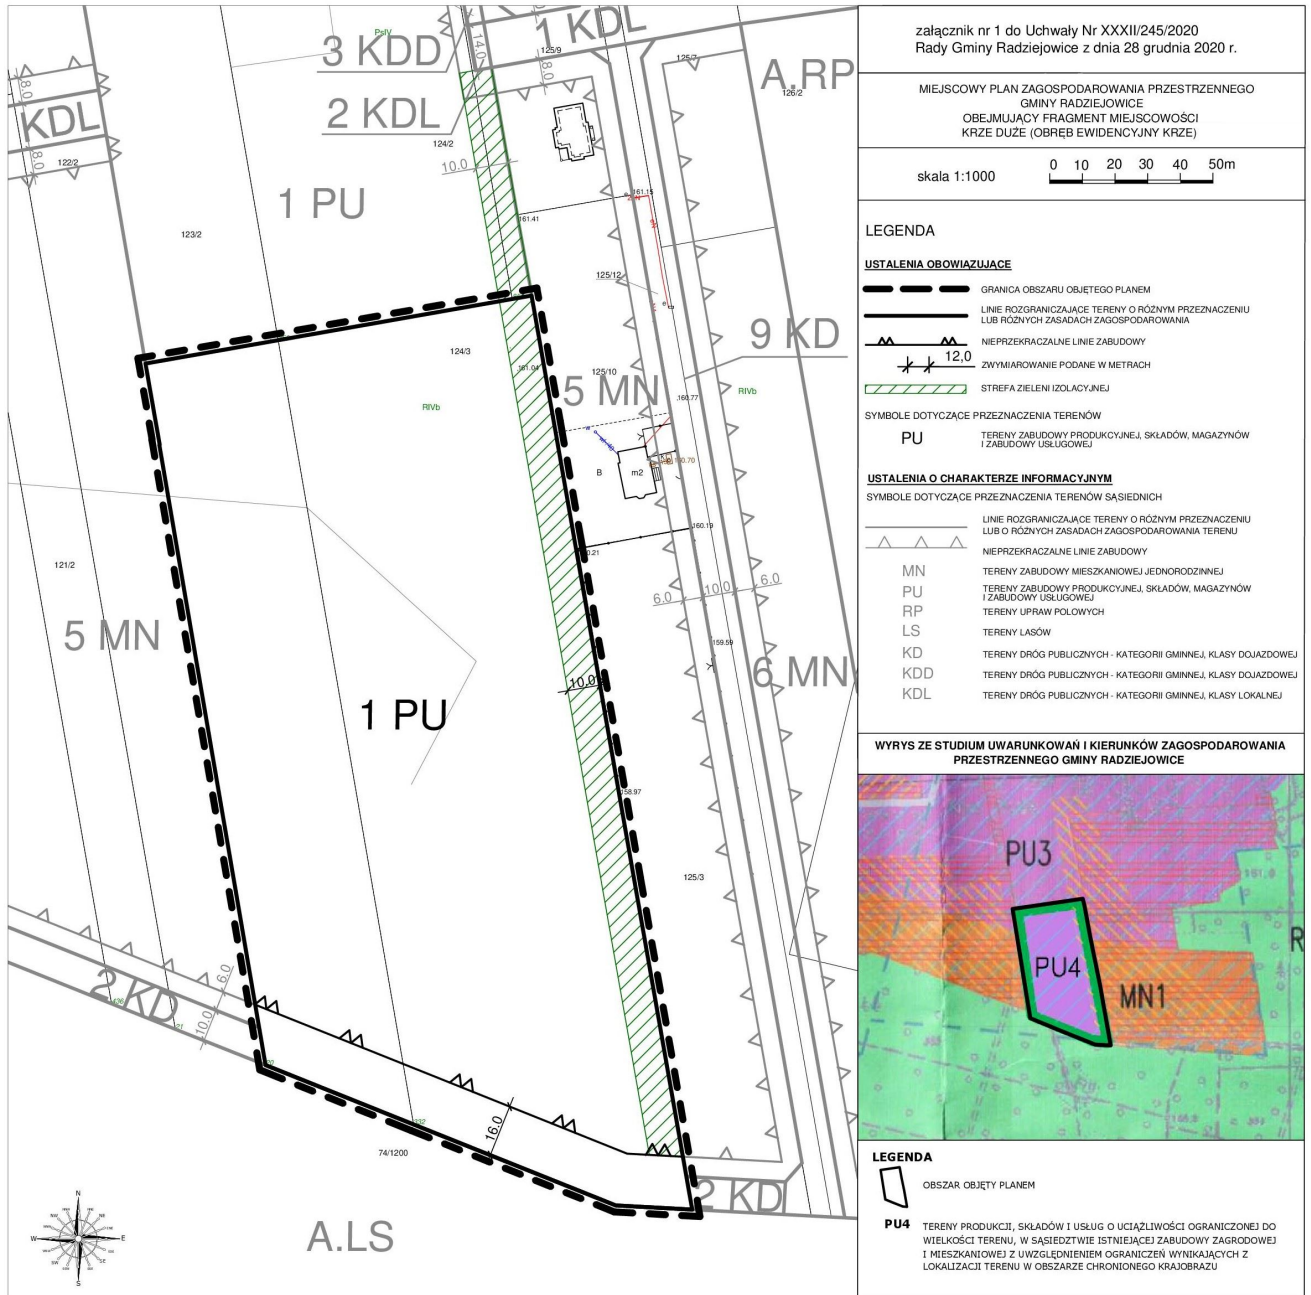 załącznik nr 1 do Uchwały Nr XXXII/245/2020
Rady Gminy Radziejowice z dnia 28 grudnia 2020 r.
MIEJSCOWY PLAN ZAGOSPODAROWANIA PRZESTRZENNEGO
GMINY RADZIEJOWICE
OBEJMUJĄCY FRAGMENT MIEJSCOWOŚCI
KRZE DUŻE (OBRĘB EWIDENCYJNY KRZE)
skala 1:1000
0 10 20 30 40 50m
LEGENDA
USTALENIA OBOWIĄZUJĄCE
GRANICA OBSZARU OBJĘTEGO PLANEM
LINIE ROZGRANICZAJĄCE TERENY O RÓŻNYM PRZEZNACZENIU
LUB RÓŻNYCH ZASADACH ZAGOSPODAROWANIA
NIEPRZEKRACZALNE LINIE ZABUDOWY
12,0 ZWYMIAROWANIE PODANE W METRACH
STREFA ZIELENI IZOLACYJNEJ
SYMBOLE DOTYCZĄCE PRZEZNACZENIA TERENÓW
PU TERENY ZABUDOWY PRODUKCYJNEJ, SKŁADÓW, MAGAZYNÓW
I ZABUDOWY USŁUGOWEJ
USTALENIA O CHARAKTERZE INFORMACYJNYM
SYMBOLE DOTYCZĄCE PRZEZNACZENIA TERENÓW SĄSIEDNICH
LINIE ROZGRANICZAJĄCE TERENY O RÓŻNYM PRZEZNACZENIU
LUB O RÓŻNYCH ZASADACH ZAGOSPODAROWANIA TERENU
NIEPRZEKRACZALNE LINIE ZABUDOWY
MN TERENY ZABUDOWY MIESZKANIOWEJ JEDNORODZINNEJ
PU TERENY ZABUDOWY PRODUKCYJNEJ, SKŁADÓW, MAGAZYNÓW
I ZABUDOWY USŁUGOWEJ
RP TERENY UPRAW POLOWYCH
LS TERENY LASÓW
KD TERENY DRÓG PUBLICZNYCH - KATEGORII GMINNEJ, KLASY DOJAZDOWEJ
KDD TERENY DRÓG PUBLICZNYCH - KATEGORII GMINNEJ, KLASY DOJAZDOWEJ
KDL TERENY DRÓG PUBLICZNYCH - KATEGORII GMINNEJ, KLASY LOKALNEJ
WYRYS ZE STUDIUM UWARUNKOWAŃ I KIERUNKÓW ZAGOSPODAROWANIA
PRZESTRZENNEGO GMINY RADZIEJOWICE
PU3
PU4
MN1
R
LEGENDA
OBSZAR OBJĘTY PLANEM
PU4 TERENY PRODUKCJI, SKŁADÓW I USŁUG O UCIĄŻLIWOŚCI OGRANICZONEJ DO
WIELKOŚCI TERENU, W SĄSIEDZTWIE ISTNIEJĄCEJ ZABUDOWY ZAGRODOWEJ
I MIESZKANIOWEJ Z UWZGLĘDNIENIEM OGRANICZEŃ WYNIKAJĄCYCH Z
LOKALIZACJI TERENU W OBSZARZE CHRONIONEGO KRAJOBRAZU
PsIV
3 KDD
14.0
1 KDL
125/9
8.0
125/7
A.RP
126/2
8.0
KDL
8.0
122/2
2 KDL
124/2
10.0
1 PU
123/2
161.15
161.41
125/12
9 KD
124/3
161.04
125/10
5 MN
RIVb
RIVb
160.77
B
m2
160.70
160.19
121/2
5 MN
6.0
10.0
6.0
159.59
6 MN
10.0
1 PU
158.97
125/3
2 KD
6.0
10.0
16.0
74/1200
2 KD
A.LS
N
NW
NE
W
E
SW
SE
S